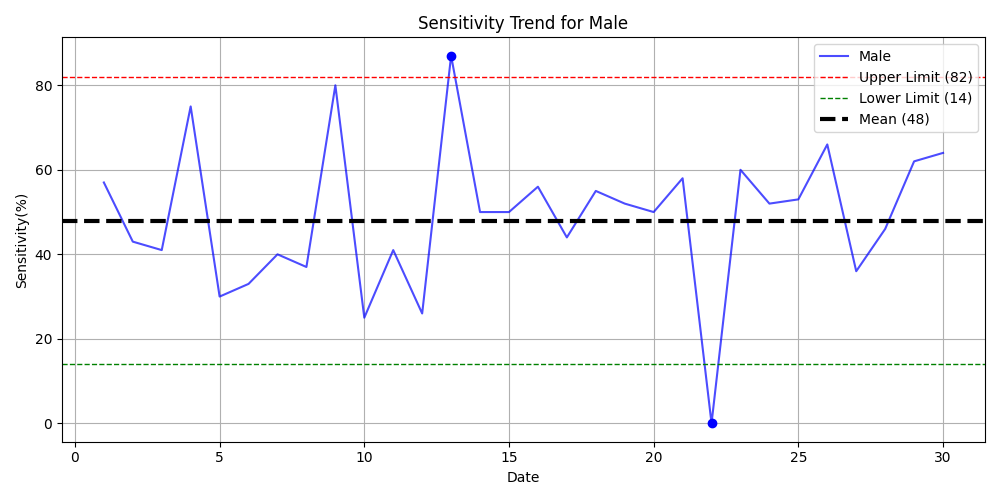 Sensitivity Trend for Male
Male
Upper Limit (82)
Lower Limit (14)
Mean (48)
Sensitivity(%)
80
60
40
20
0
0 5 10 15 20 25 30
Date